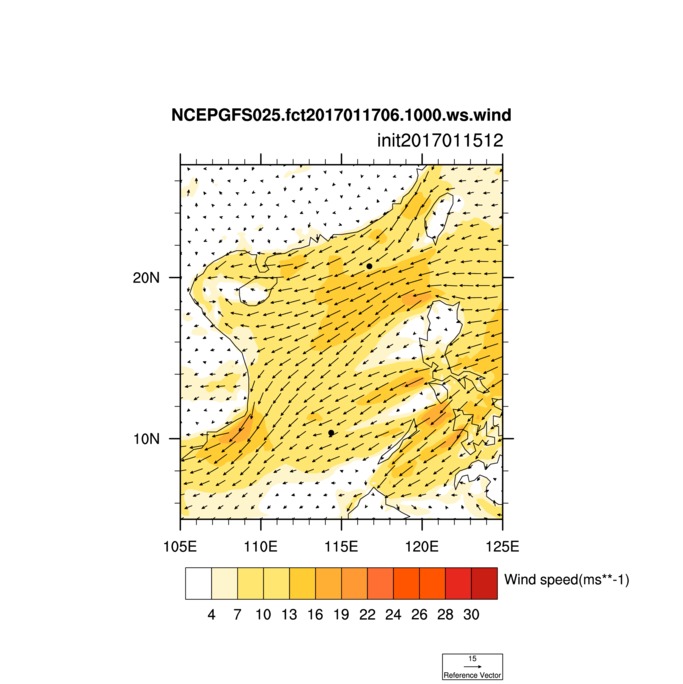 NCEPGFS025.fct2017011706.1000.ws.wind
init2017011512
20N
10N
105E 110E 115E 120E 125E
Wind speed(ms**-1)
4 7 10 13 16 19 22 24 26 28 30
15
Reference Vector